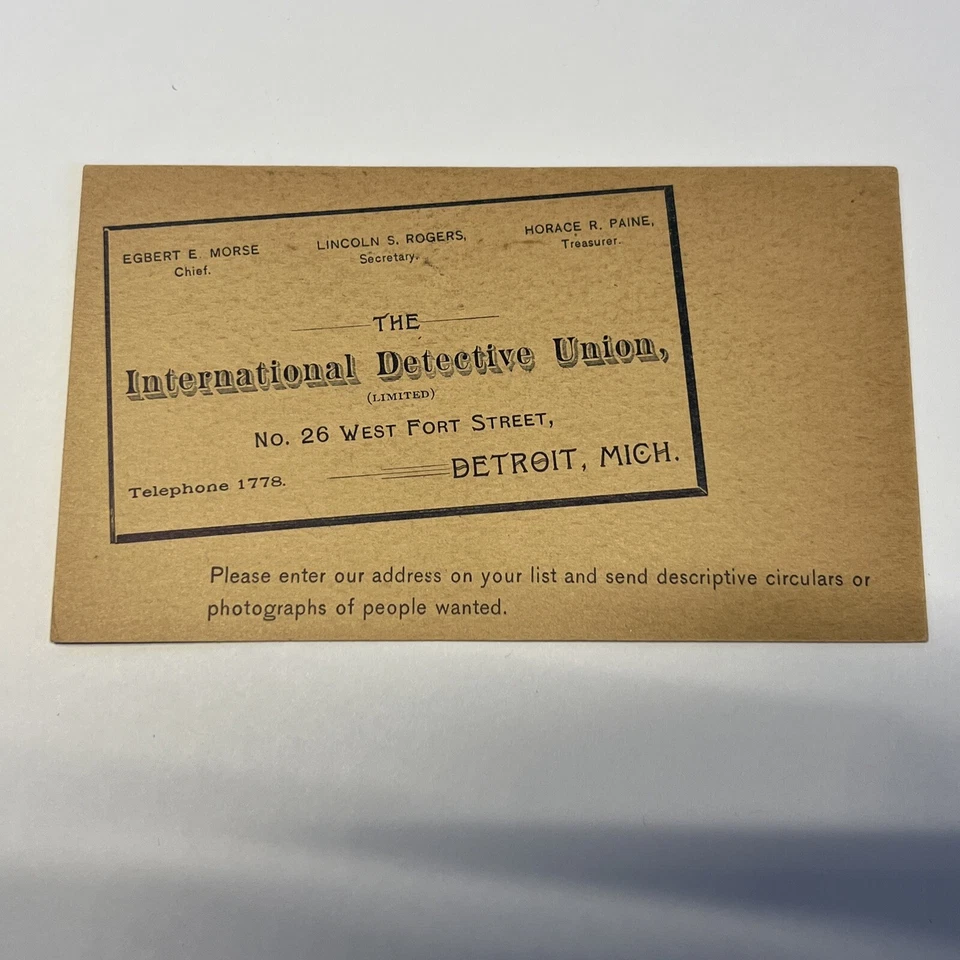 EGBERT E. MORSE
Chief.
LINCOLN S. ROGERS,
Secretary.
HORACE R. PAINE,
Treasurer.
THE
International Detective Union,
(LIMITED)
No. 26 West Fort Street,
DETROIT, MICH.
Telephone 1778.
Please enter our address on your list and send descriptive circulars or
photographs of people wanted.